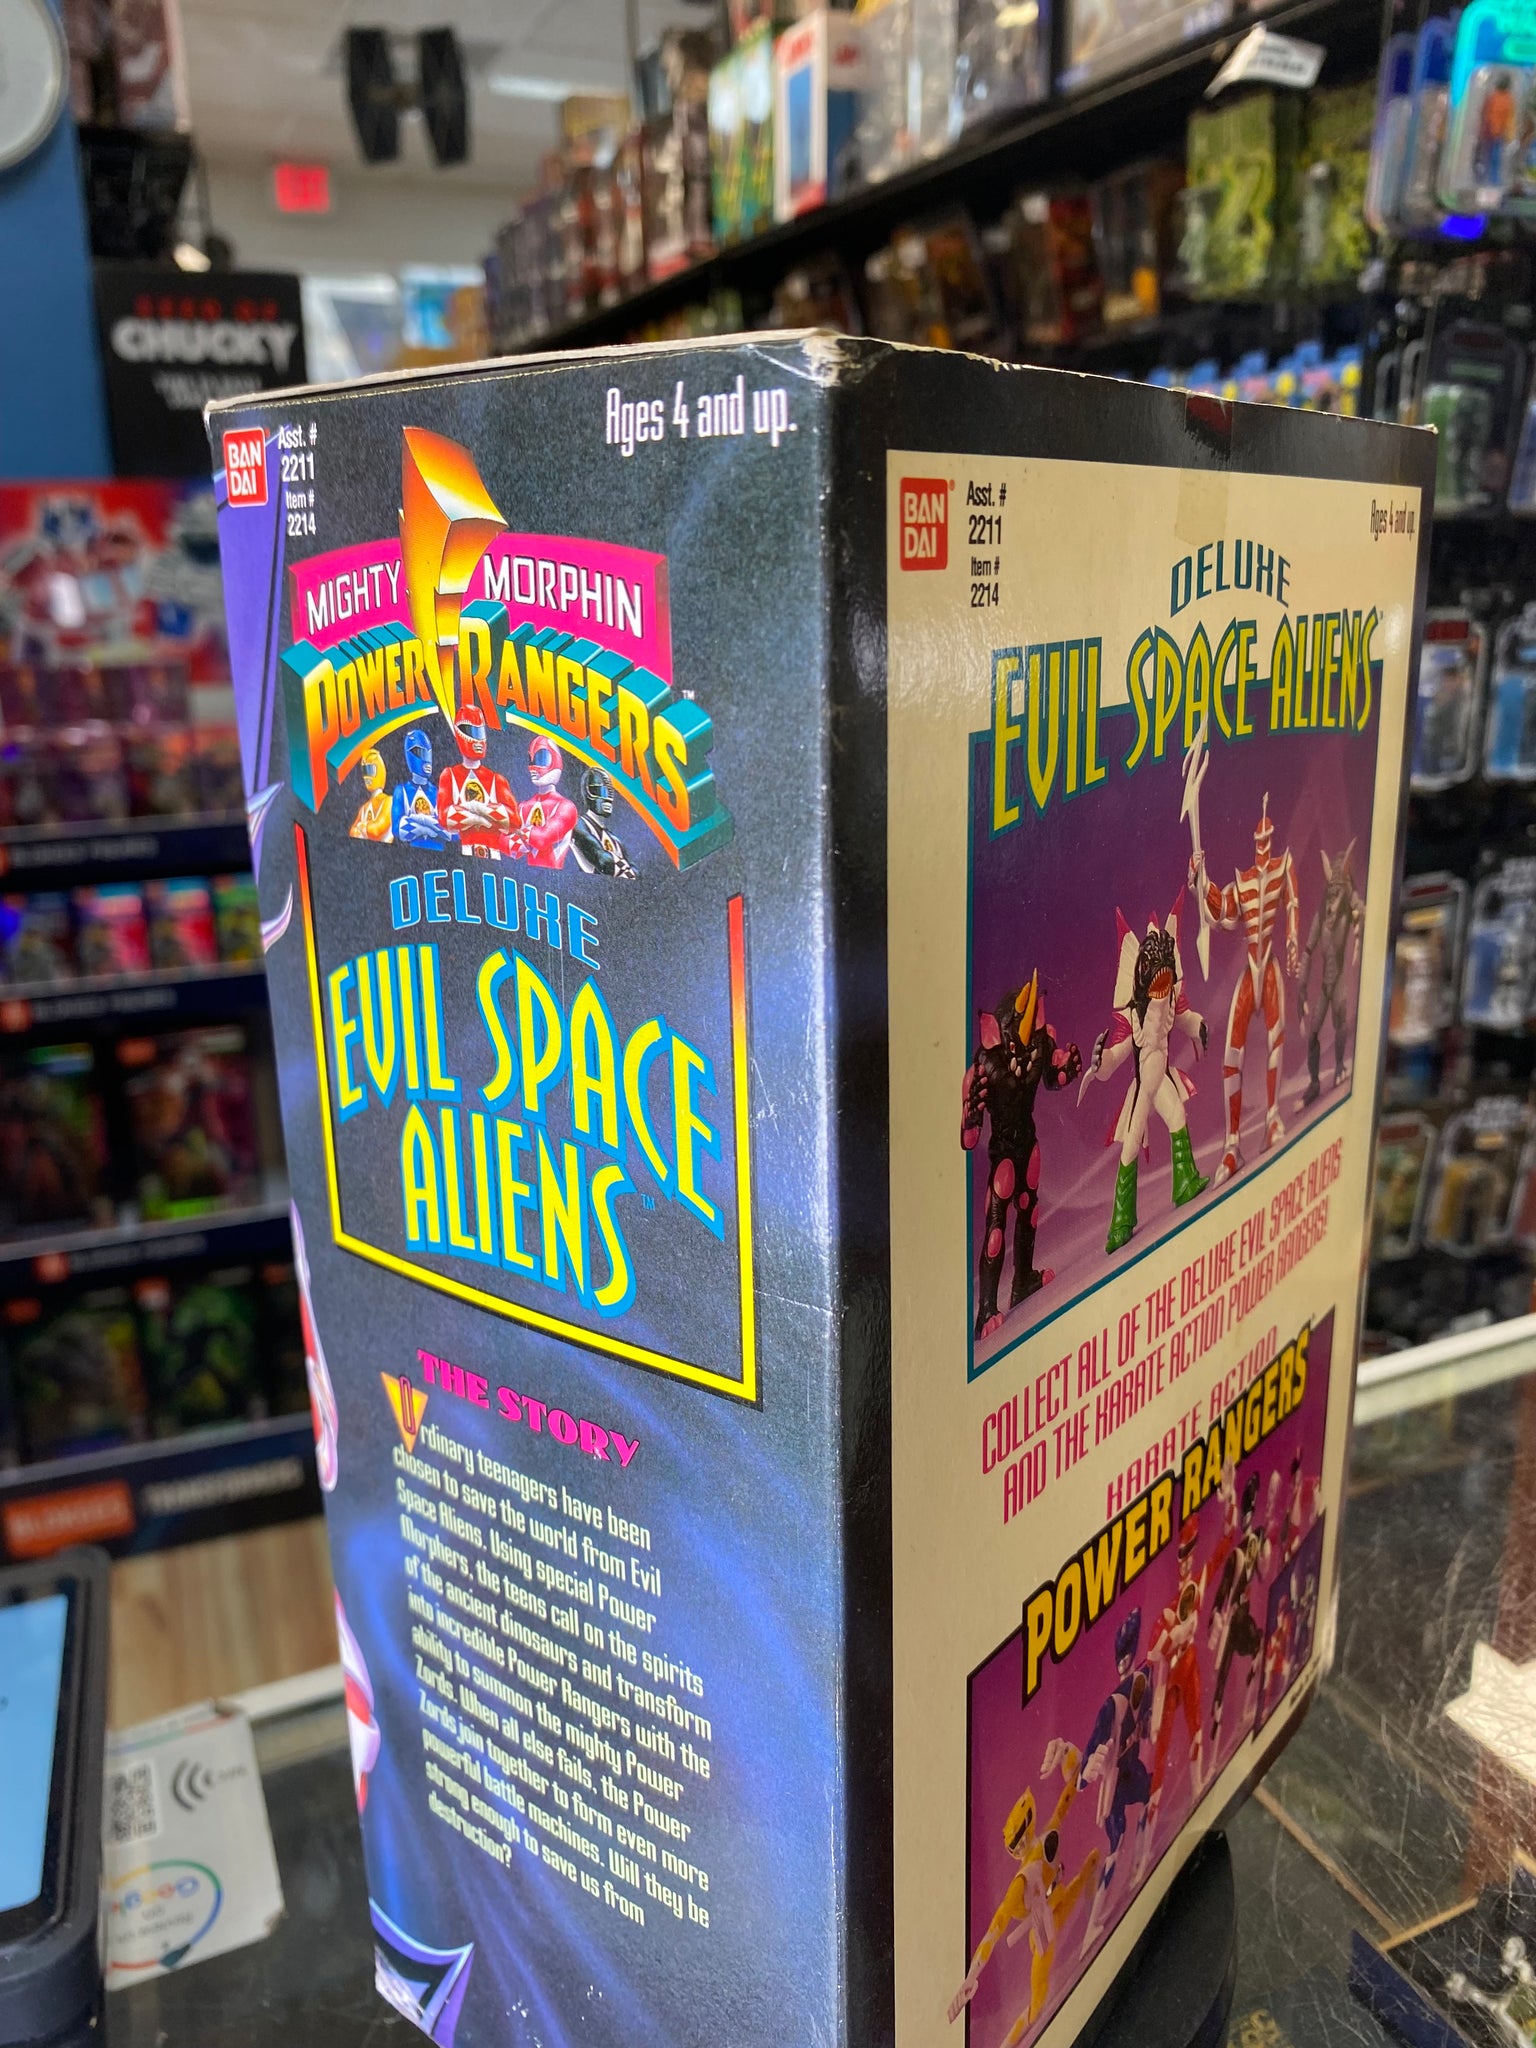 SEED OF
CHUCKY
BAN
DAI
Asst. #
2211
Item #
2214
Ages 4 and up.
MIGHTY MORPHIN
POWER RANGERS™
DELUXE
EVIL SPACE
ALIENS™
THE STORY
Ordinary teenagers have been
chosen to save the world from Evil
Space Aliens. Using special Power
Morphers, the teens call on the spirits
of the ancient dinosaurs and transform
into incredible Power Rangers with the
ability to summon the mighty Power
Zords. When all else fails, the Power
Zords join together to form even more
powerful battle machines. Will they be
strong enough to save us from
destruction?
BAN
DAI®
Asst. #
2211
Item #
2214
Ages 4 and up.
DELUXE
EVIL SPACE ALIENS™
COLLECT ALL OF THE DELUXE EVIL SPACE ALIENS
AND THE KARATE ACTION POWER RANGERS!
KARATE ACTION
POWER RANGERS